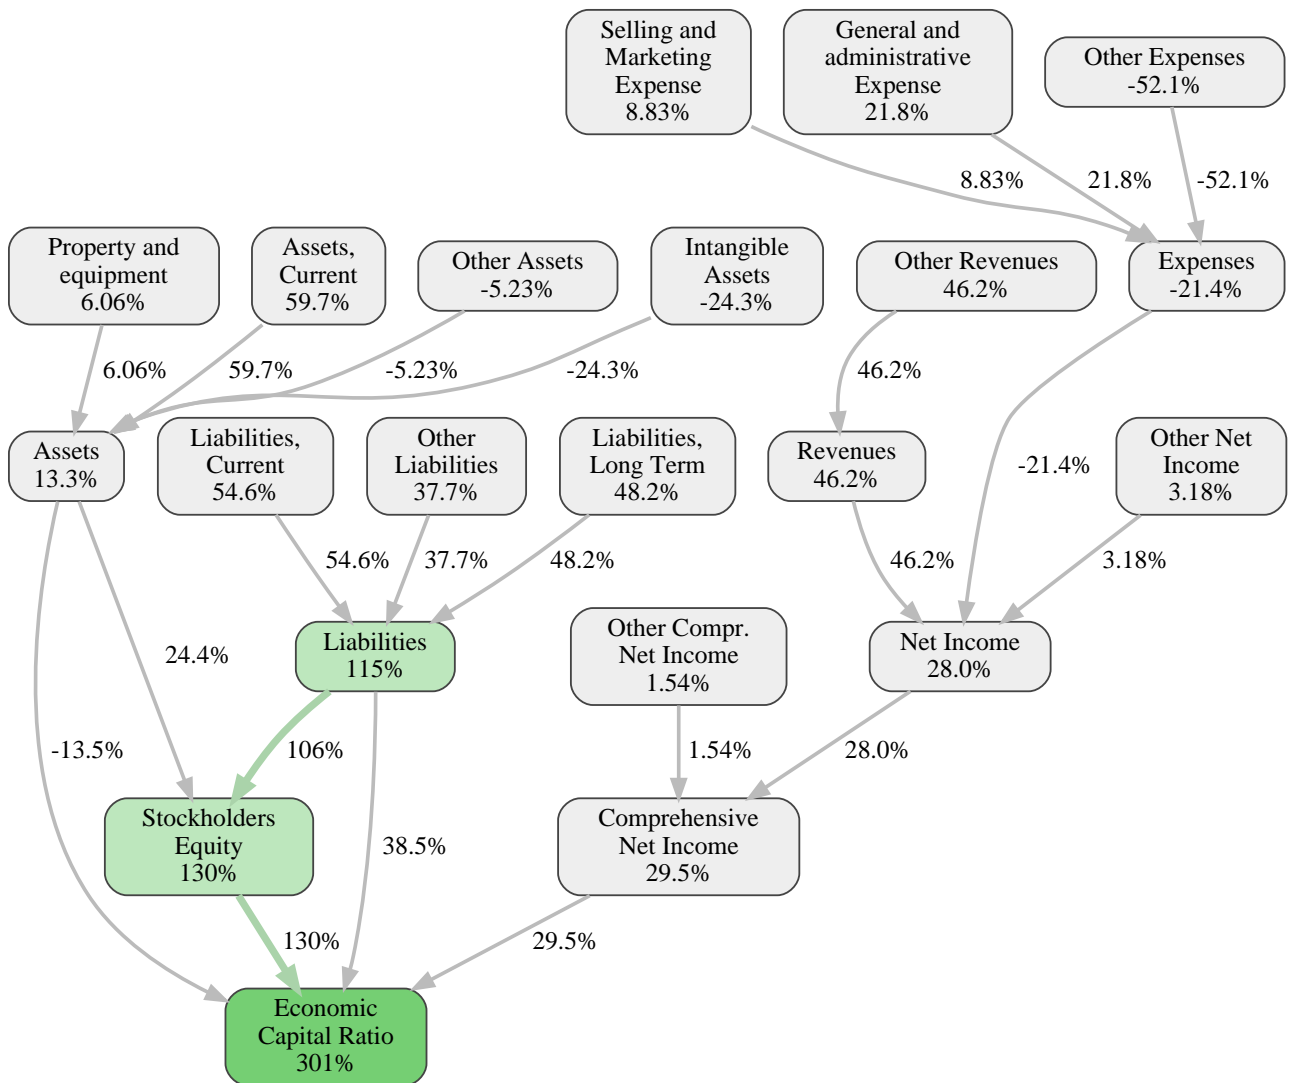 Selling and
Marketing
Expense
8.83%
General and
administrative
Expense
21.8%
Other Expenses
-52.1%
8.83%
21.8%
-52.1%
Property and
equipment
6.06%
Assets,
Current
59.7%
Other Assets
-5.23%
Intangible
Assets
-24.3%
Other Revenues
46.2%
Expenses
-21.4%
6.06%
59.7%
-5.23%
-24.3%
46.2%
Assets
13.3%
Liabilities,
Current
54.6%
Other
Liabilities
37.7%
Liabilities,
Long Term
48.2%
Revenues
46.2%
-21.4%
Other Net
Income
3.18%
54.6%
37.7%
48.2%
46.2%
3.18%
24.4%
Liabilities
115%
Other Compr.
Net Income
1.54%
Net Income
28.0%
-13.5%
106%
1.54%
28.0%
Stockholders
Equity
130%
38.5%
Comprehensive
Net Income
29.5%
130%
29.5%
Economic
Capital Ratio
301%